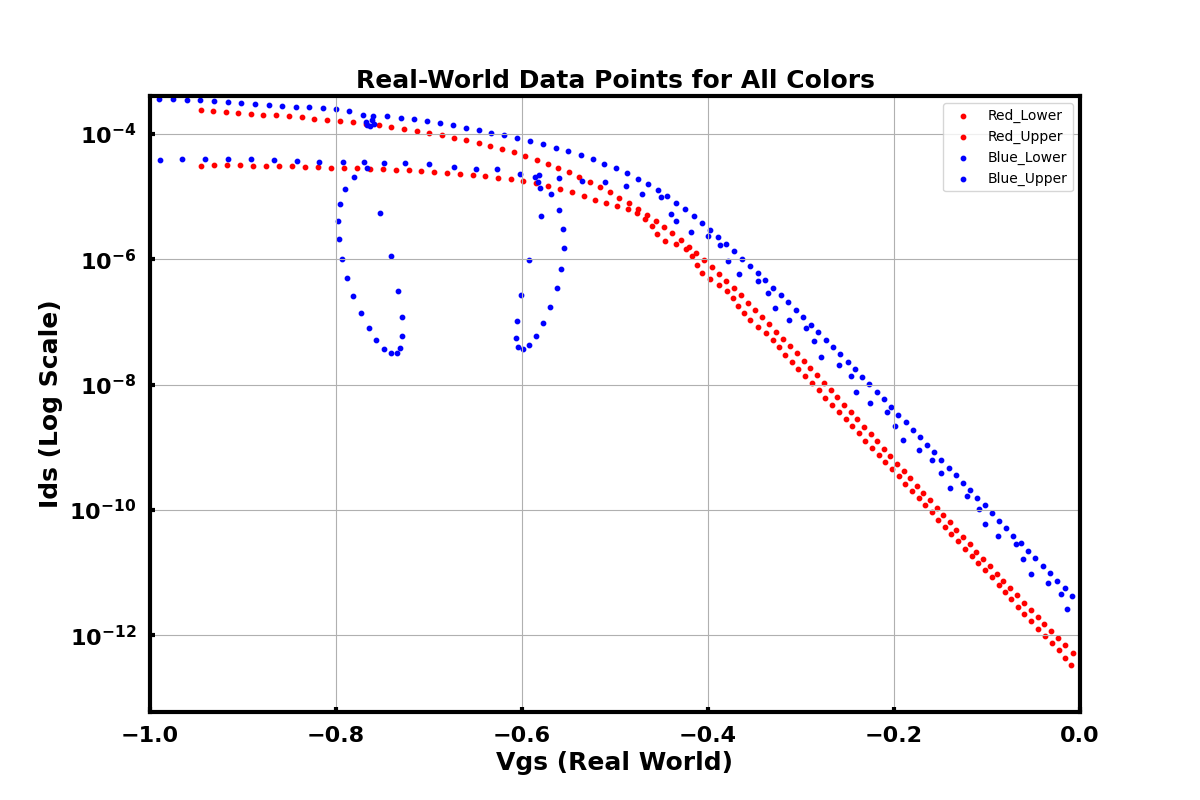 Real-World Data Points for All Colors
Red_Lower
Red_Upper
Blue_Lower
Blue_Upper
Ids (Log Scale)
10⁻⁴
10⁻⁶
10⁻⁸
10⁻¹⁰
10⁻¹²
−1.0 −0.8 −0.6 −0.4 −0.2 0.0
Vgs (Real World)